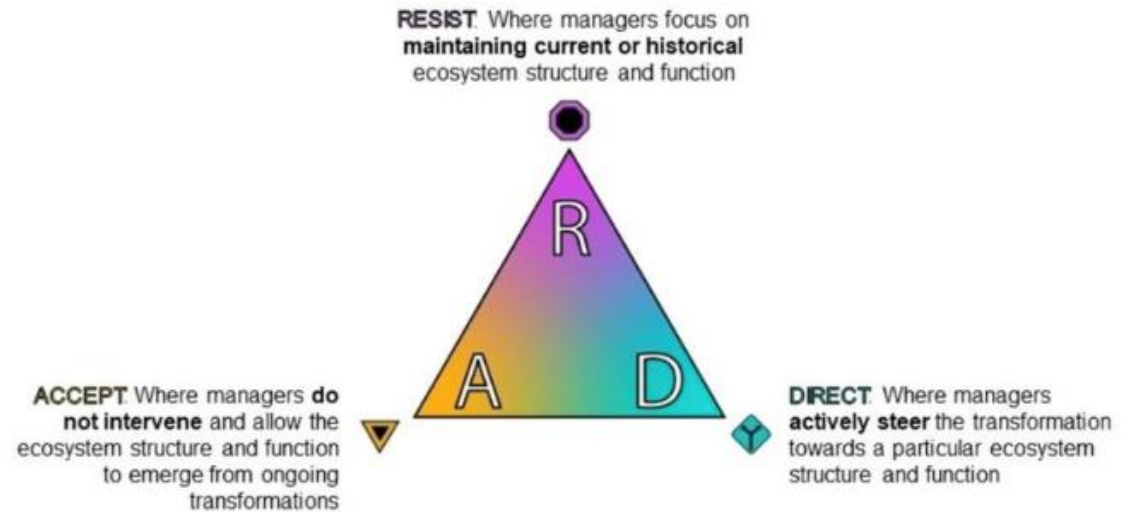 RESIST. Where managers focus on
maintaining current or historical
ecosystem structure and function
R
A
D
ACCEPT. Where managers do
not intervene and allow the
ecosystem structure and function
to emerge from ongoing
transformations
DIRECT. Where managers
actively steer the transformation
towards a particular ecosystem
structure and function